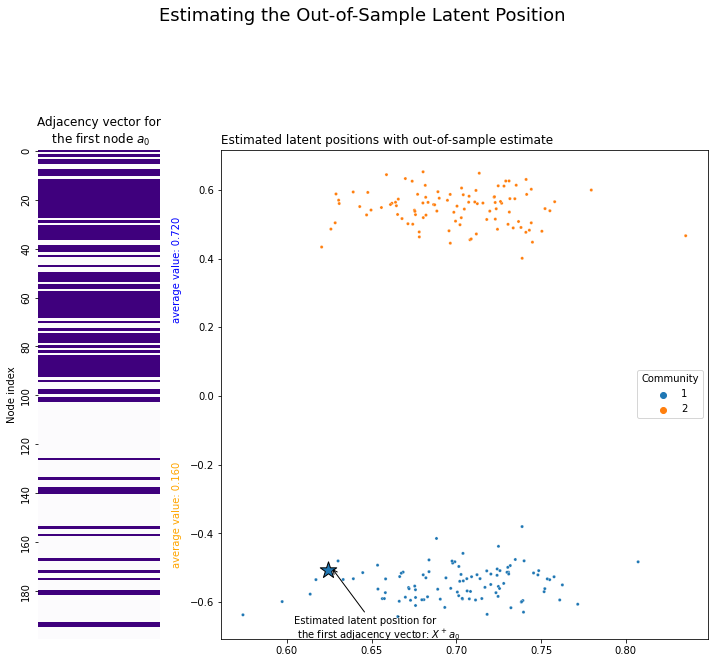 Estimating the Out-of-Sample Latent Position
Adjacency vector for
the first node a₀
Node index
0
20
40
60
80
100
120
140
160
180
average value: 0.720
average value: 0.160
Estimated latent positions with out-of-sample estimate
0.6
0.4
0.2
0.0
−0.2
−0.4
−0.6
0.60
0.65
0.70
0.75
0.80
Community
1
2
Estimated latent position for
the first adjacency vector: X⁺a₀